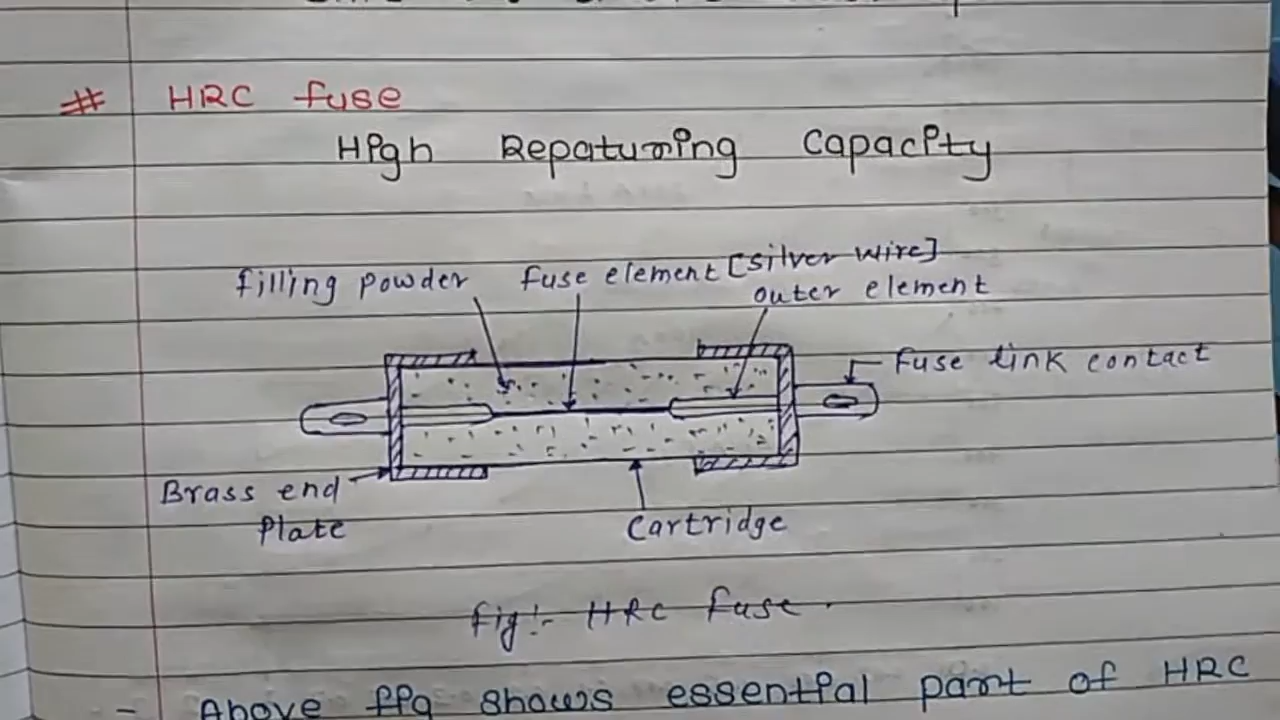 # HRC fuse
High Repaturing Capacity
filling powder fuse element [silver wire]
outer element
Fuse link contact
Brass end
Plate
Cartridge
fig:- HRC fuse.
- Above fig shows essential part of HRC